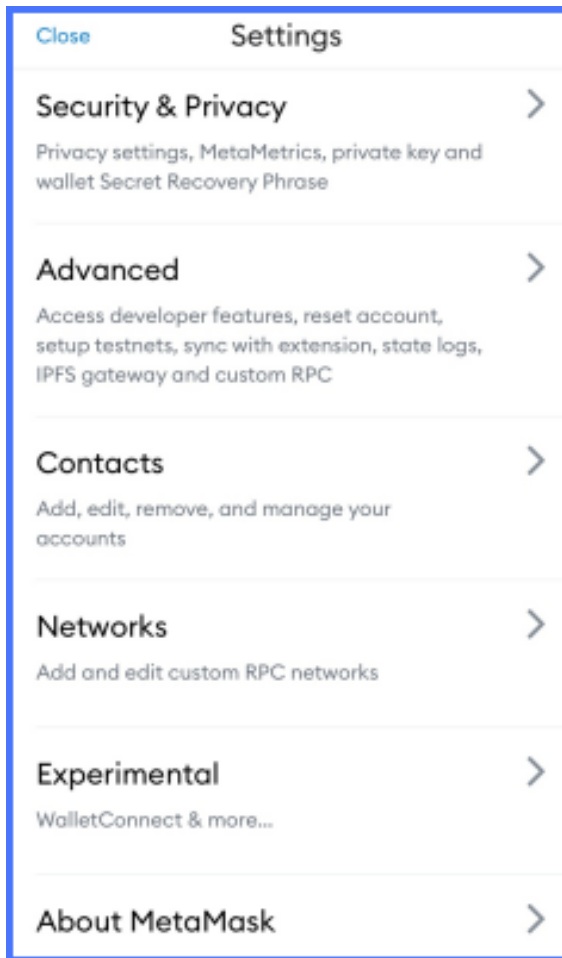 Close Settings
Security & Privacy
Privacy settings, MetaMetrics, private key and
wallet Secret Recovery Phrase
Advanced
Access developer features, reset account,
setup testnets, sync with extension, state logs,
IPFS gateway and custom RPC
Contacts
Add, edit, remove, and manage your
accounts
Networks
Add and edit custom RPC networks
Experimental
WalletConnect & more...
About MetaMask